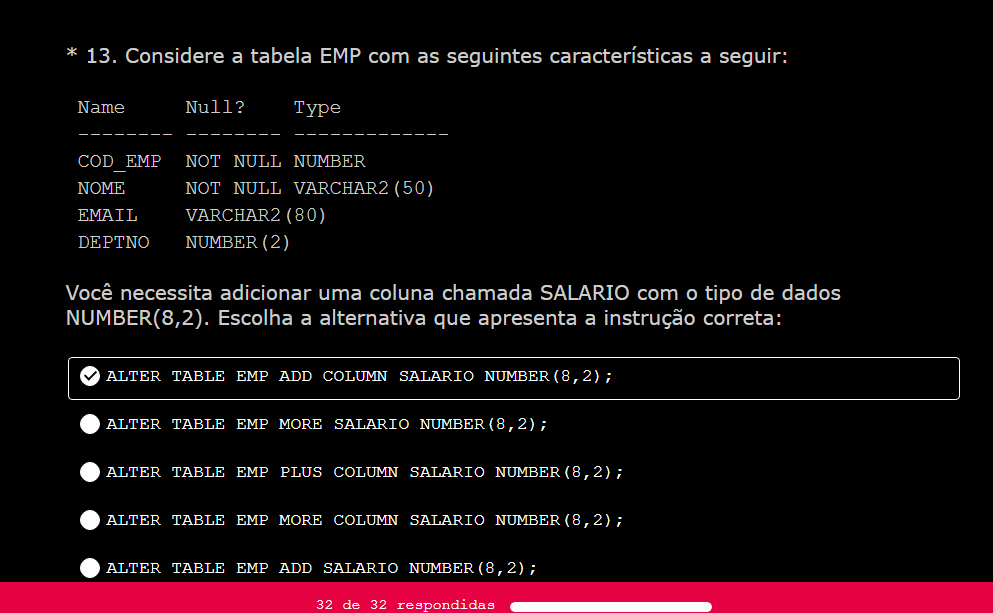 * 13. Considere a tabela EMP com as seguintes características a seguir:
Name     Null?    Type
-------- -------- -------------
COD_EMP  NOT NULL NUMBER
NOME     NOT NULL VARCHAR2(50)
EMAIL    VARCHAR2(80)
DEPTNO   NUMBER(2)
Você necessita adicionar uma coluna chamada SALARIO com o tipo de dados
NUMBER(8,2). Escolha a alternativa que apresenta a instrução correta:
ALTER TABLE EMP ADD COLUMN SALARIO NUMBER(8,2);
ALTER TABLE EMP MORE SALARIO NUMBER(8,2);
ALTER TABLE EMP PLUS COLUMN SALARIO NUMBER(8,2);
ALTER TABLE EMP MORE COLUMN SALARIO NUMBER(8,2);
ALTER TABLE EMP ADD SALARIO NUMBER(8,2);
32 de 32 respondidas